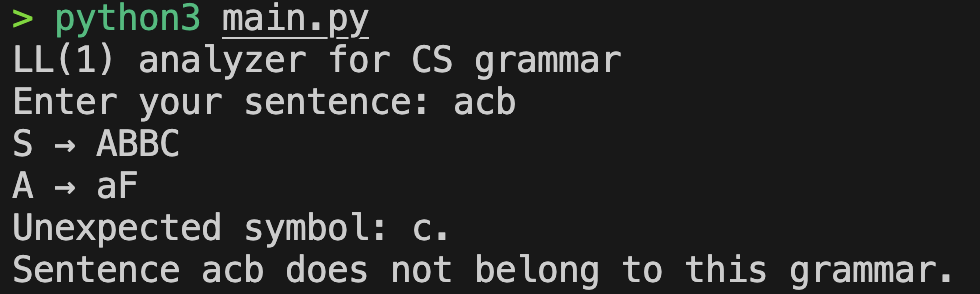 > python3 main.py
LL(1) analyzer for CS grammar
Enter your sentence: acb
S → ABBC
A → aF
Unexpected symbol: c.
Sentence acb does not belong to this grammar.